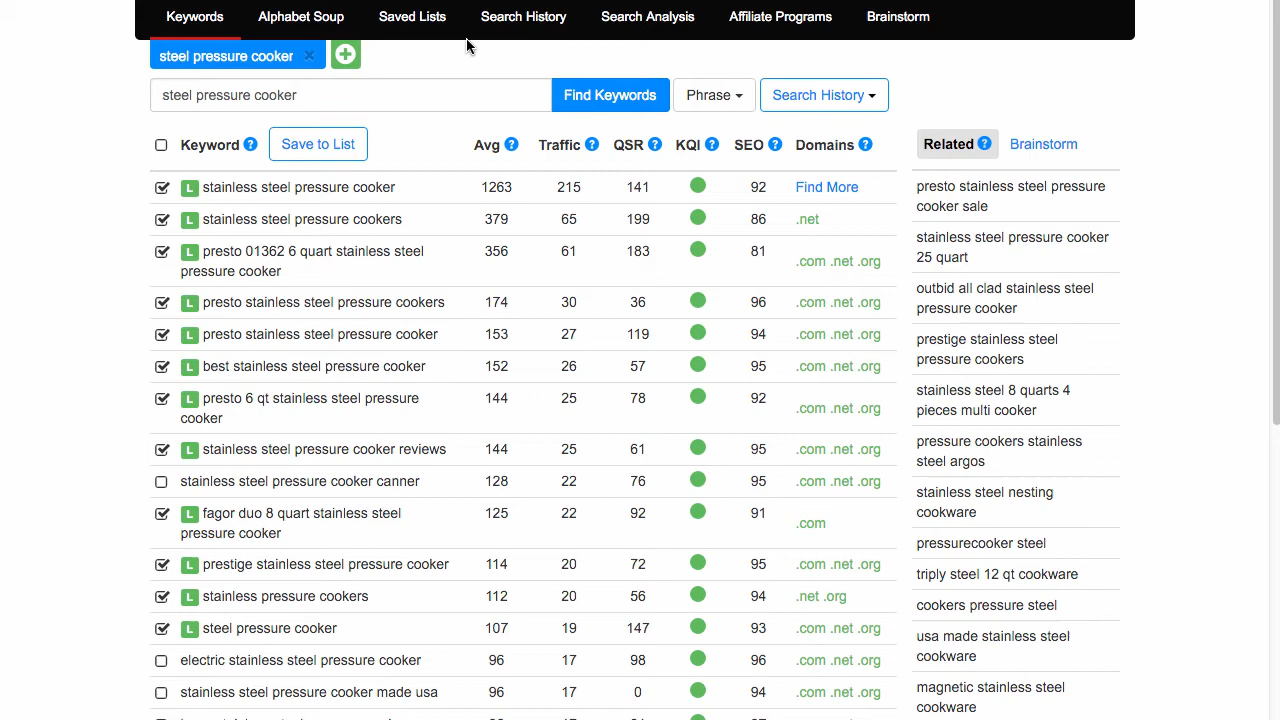 Keywords Alphabet Soup Saved Lists Search History Search Analysis Affiliate Programs Brainstorm
steel pressure cooker ×
steel pressure cooker Find Keywords Phrase Search History
Keyword ? Save to List Avg ? Traffic ? QSR ? KQI ? SEO ? Domains ?
L stainless steel pressure cooker 1263 215 141 92 Find More
L stainless steel pressure cookers 379 65 199 86 .net
L presto 01362 6 quart stainless steel
pressure cooker 356 61 183 81 .com .net .org
L presto stainless steel pressure cookers 174 30 36 96 .com .net .org
L presto stainless steel pressure cooker 153 27 119 94 .com .net .org
L best stainless steel pressure cooker 152 26 57 95 .com .net .org
L presto 6 qt stainless steel pressure
cooker 144 25 78 92 .com .net .org
L stainless steel pressure cooker reviews 144 25 61 95 .com .net .org
stainless steel pressure cooker canner 128 22 76 95 .com .net .org
L fagor duo 8 quart stainless steel
pressure cooker 125 22 92 91 .com
L prestige stainless steel pressure cooker 114 20 72 95 .com .net .org
L stainless pressure cookers 112 20 56 94 .net .org
L steel pressure cooker 107 19 147 93 .com .net .org
electric stainless steel pressure cooker 96 17 98 96 .com .net .org
stainless steel pressure cooker made usa 96 17 0 94 .com .net .org
Related ? Brainstorm
presto stainless steel pressure
cooker sale
stainless steel pressure cooker
25 quart
outbid all clad stainless steel
pressure cooker
prestige stainless steel
pressure cookers
stainless steel 8 quarts 4
pieces multi cooker
pressure cookers stainless
steel argos
stainless steel nesting
cookware
pressurecooker steel
triply steel 12 qt cookware
cookers pressure steel
usa made stainless steel
cookware
magnetic stainless steel
cookware